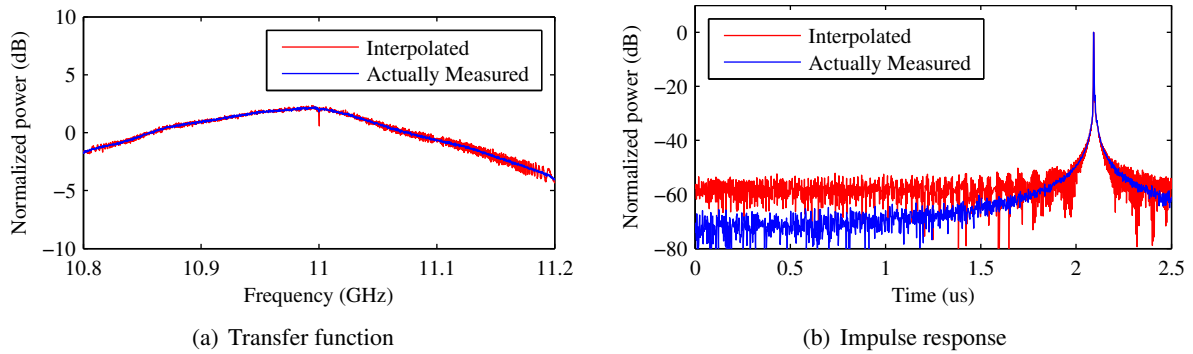 10
5
0
−5
−10
Normalized power (dB)
Interpolated
Actually Measured
10.8
10.9
11
11.1
11.2
Frequency (GHz)
(a) Transfer function
0
−20
−40
−60
−80
Normalized power (dB)
Interpolated
Actually Measured
0
0.5
1
1.5
2
2.5
Time (us)
(b) Impulse response